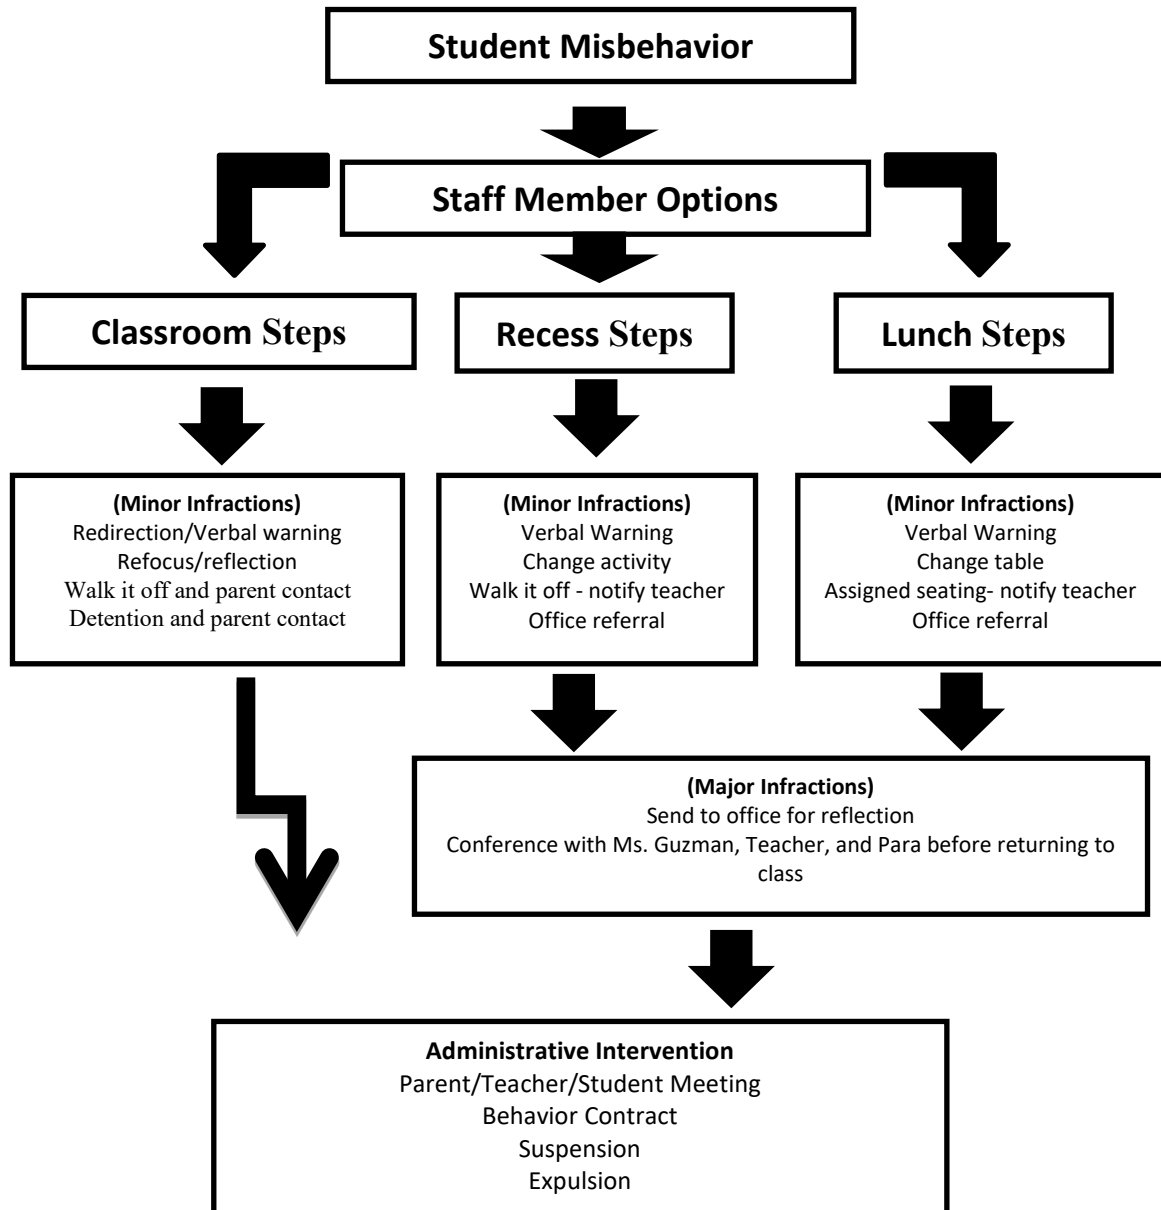 Student Misbehavior
Staff Member Options
Classroom Steps
Recess Steps
Lunch Steps
(Minor Infractions)
Redirection/Verbal warning
Refocus/reflection
Walk it off and parent contact
Detention and parent contact
(Minor Infractions)
Verbal Warning
Change activity
Walk it off - notify teacher
Office referral
(Minor Infractions)
Verbal Warning
Change table
Assigned seating- notify teacher
Office referral
(Major Infractions)
Send to office for reflection
Conference with Ms. Guzman, Teacher, and Para before returning to
class
Administrative Intervention
Parent/Teacher/Student Meeting
Behavior Contract
Suspension
Expulsion